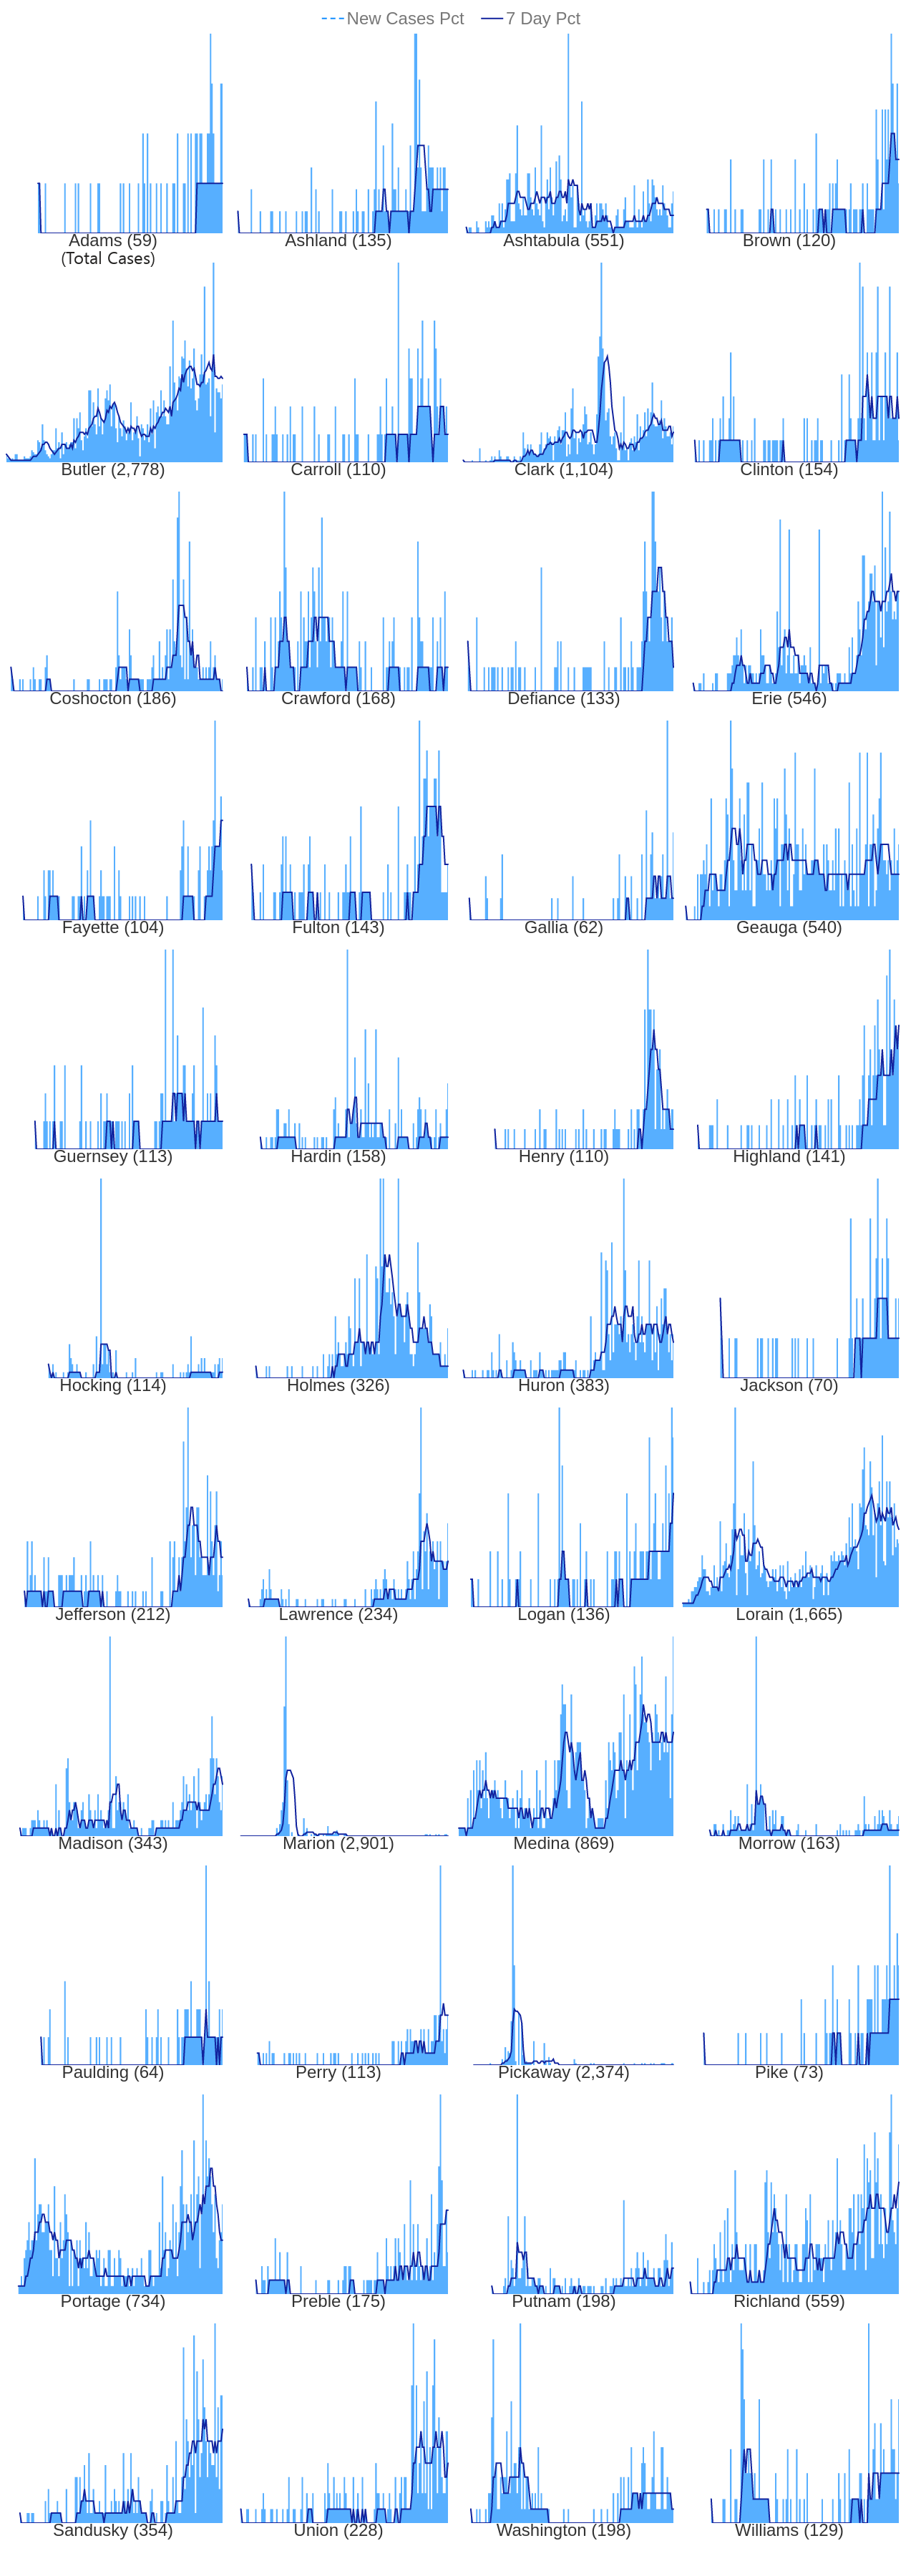 New Cases Pct 7 Day Pct
Adams (59) Ashland (135) Ashtabula (551) Brown (120)
(Total Cases)
Butler (2,778) Carroll (110) Clark (1,104) Clinton (154)
Coshocton (186) Crawford (168) Defiance (133) Erie (546)
Fayette (104) Fulton (143) Gallia (62) Geauga (540)
Guernsey (113) Hardin (158) Henry (110) Highland (141)
Hocking (114) Holmes (326) Huron (383) Jackson (70)
Jefferson (212) Lawrence (234) Logan (136) Lorain (1,665)
Madison (343) Marion (2,901) Medina (869) Morrow (163)
Paulding (64) Perry (113) Pickaway (2,374) Pike (73)
Portage (734) Preble (175) Putnam (198) Richland (559)
Sandusky (354) Union (228) Washington (198) Williams (129)